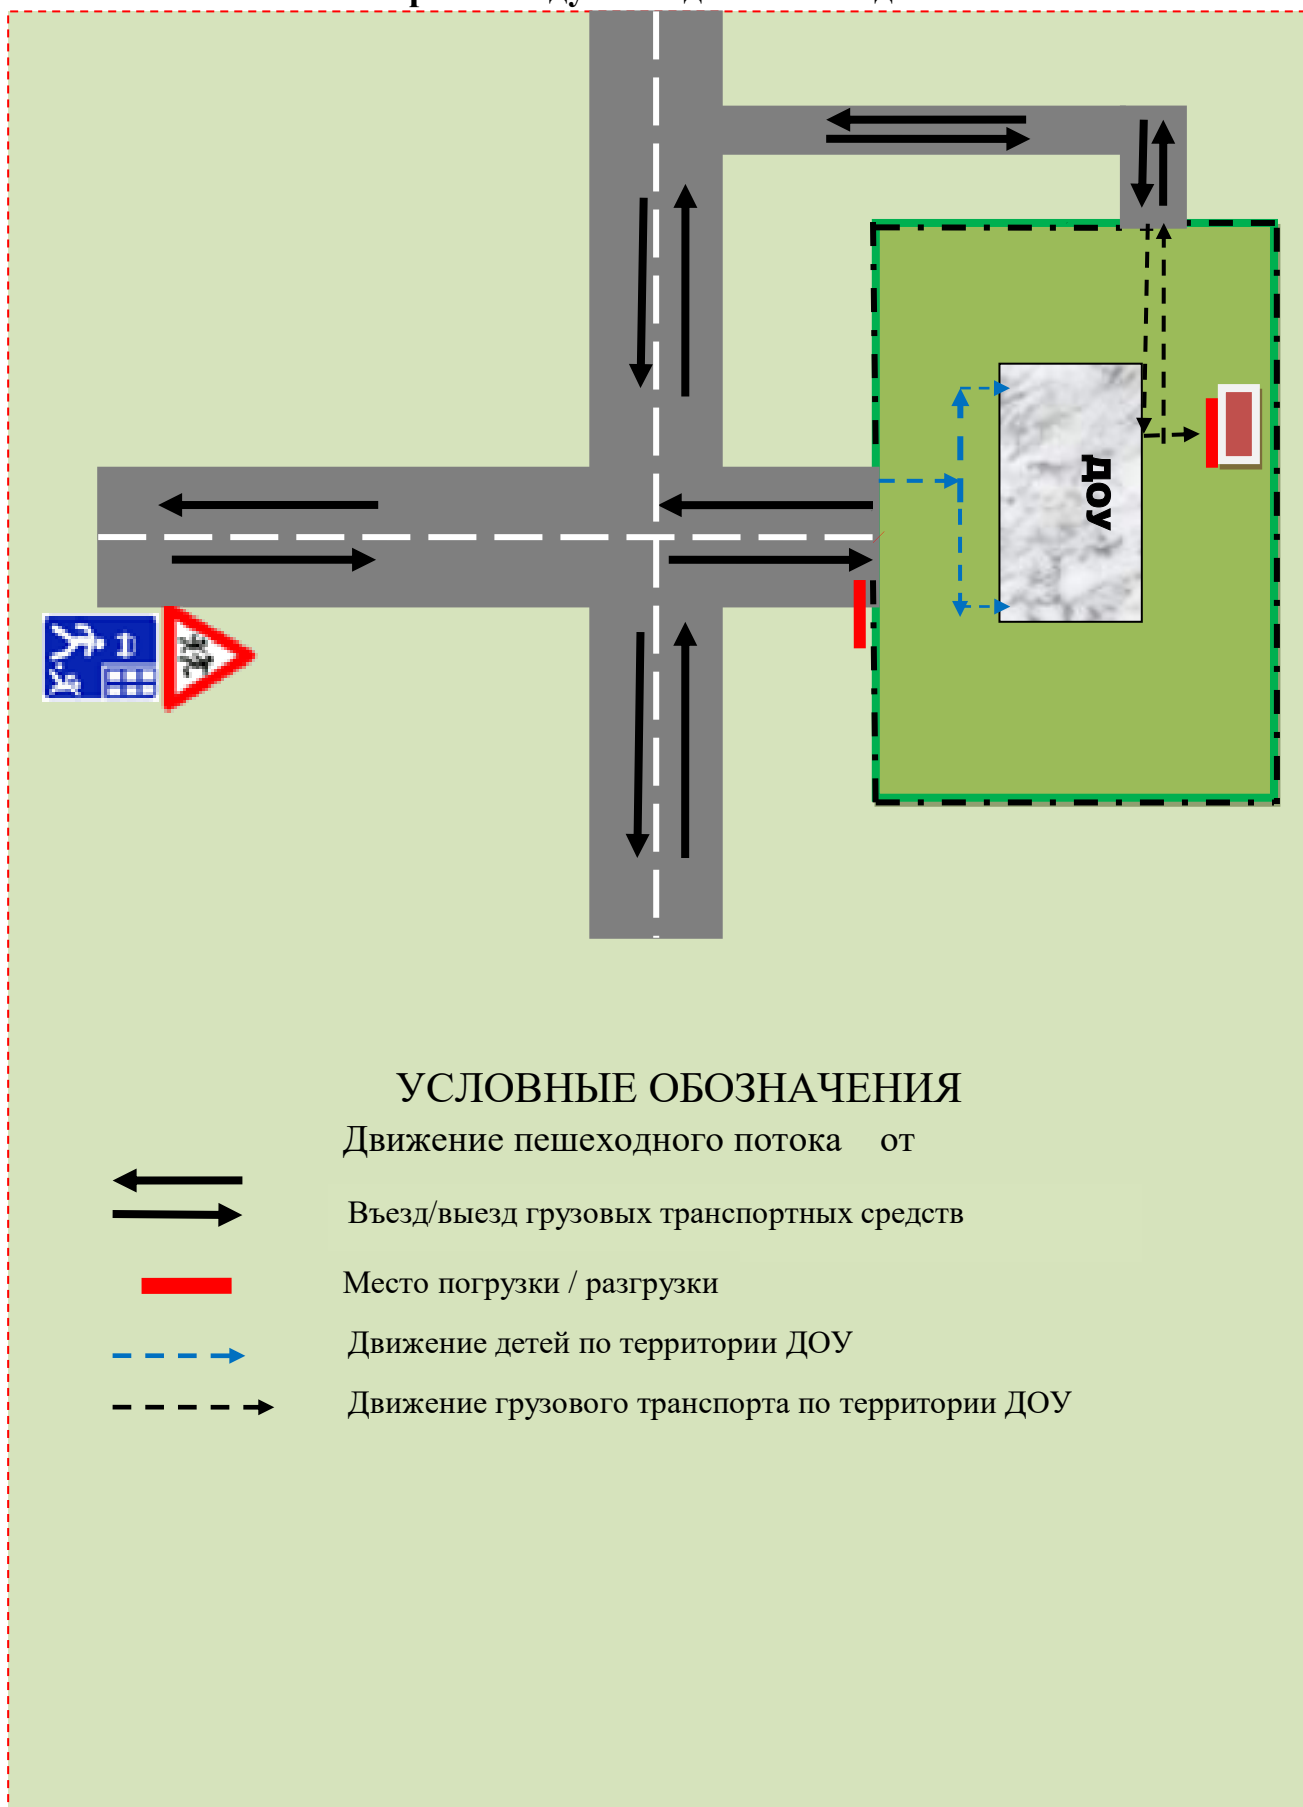 ДОУ
УСЛОВНЫЕ ОБОЗНАЧЕНИЯ
Движение пешеходного потока от
Въезд/выезд грузовых транспортных средств
Место погрузки / разгрузки
Движение детей по территории ДОУ
Движение грузового транспорта по территории ДОУ